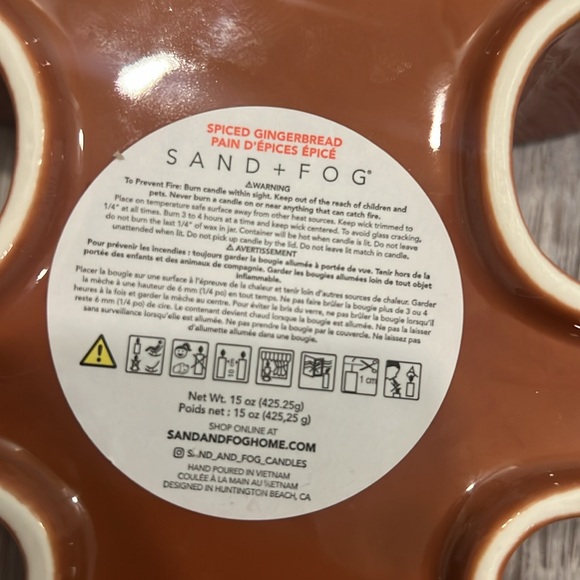 SPICED GINGERBREAD
PAIN D'ÉPICES ÉPICÉ
SAND + FOG®
⚠WARNING
To Prevent Fire: Burn candle within sight. Keep out of the reach of children and
pets. Never burn a candle on or near anything that can catch fire.
Place on temperature safe surface away from other heat sources. Keep wick trimmed to
1/4" at all times. Burn 3 to 4 hours at a time and keep wick centered. To avoid glass cracking,
do not burn the last 1/4" of wax in jar. Container will be hot when candle is lit. Do not leave
unattended when lit. Do not pick up candle by the lid. Do not leave lit match in candle.
⚠ AVERTISSEMENT
Pour prévenir les incendies : toujours garder la bougie allumée à portée de vue. Tenir hors de la
portée des enfants et des animaux de compagnie. Garder les bougies allumées loin de tout objet
inflammable.
Placer la bougie sur une surface à l'épreuve de la chaleur et tenir loin d'autres sources de chaleur. Garder
la mèche à une hauteur de 6 mm (1/4 po) en tout temps. Ne pas faire brûler la bougie plus de 3 ou 4
heures à la fois et garder la mèche au centre. Pour éviter le bris du verre, ne pas brûler la bougie lorsqu'il
reste 6 mm (1/4 po) de cire. Le contenant devient chaud lorsque la bougie est allumée. Ne pas la laisser
sans surveillance lorsqu'elle est allumée. Ne pas prendre la bougie par le couvercle. Ne laissez pas
d'allumette allumée dans une bougie.
1 cm
Net Wt. 15 oz (425.25g)
Poids net : 15 oz (425,25 g)
SHOP ONLINE AT
SANDANDFOGHOME.COM
SAND_AND_FOG_CANDLES
HAND POURED IN VIETNAM
COULÉE À LA MAIN AU VIETNAM
DESIGNED IN HUNTINGTON BEACH, CA